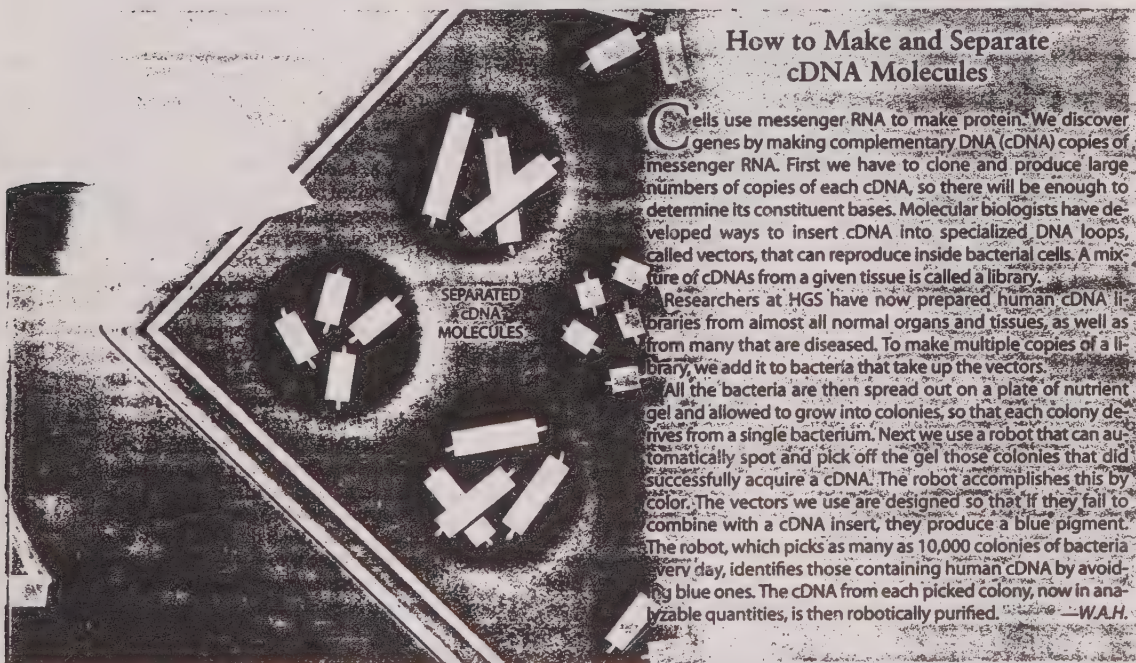 How to Make and Separate
cDNA Molecules
Cells use messenger RNA to make protein. We discover
genes by making complementary DNA (cDNA) copies of
messenger RNA. First we have to clone and produce large
numbers of copies of each cDNA, so there will be enough to
determine its constituent bases. Molecular biologists have de-
veloped ways to insert cDNA into specialized DNA loops,
called vectors, that can reproduce inside bacterial cells. A mix-
ture of cDNAs from a given tissue is called a library.
Researchers at HGS have now prepared human cDNA li-
braries from almost all normal organs and tissues, as well as
from many that are diseased. To make multiple copies of a li-
brary, we add it to bacteria that take up the vectors.
All the bacteria are then spread out on a plate of nutrient
gel and allowed to grow into colonies, so that each colony de-
rives from a single bacterium. Next we use a robot that can au-
tomatically spot and pick off the gel those colonies that did
successfully acquire a cDNA. The robot accomplishes this by
color. The vectors we use are designed so that if they fail to
combine with a cDNA insert, they produce a blue pigment.
The robot, which picks as many as 10,000 colonies of bacteria
every day, identifies those containing human cDNA by avoid-
ing blue ones. The cDNA from each picked colony, now in ana-
lyzable quantities, is then robotically purified. —W.A.H.
SEPARATED
cDNA
MOLECULES